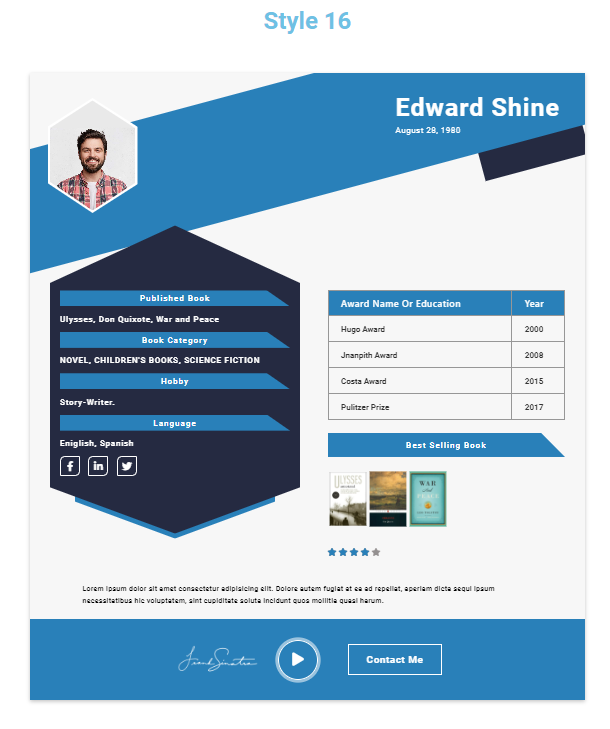 Style 16
Edward Shine
August 28, 1980
Published Book
Ulysses, Don Quixote, War and Peace
Book Category
NOVEL, CHILDREN'S BOOKS, SCIENCE FICTION
Hobby
Story-Writer.
Language
Eniglish, Spanish
Award Name Or Education Year
Hugo Award 2000
Jnanpith Award 2008
Costa Award 2015
Pulitzer Prize 2017
Best Selling Book
ULYSSES
WAR
and
PEACE
Lorem ipsum dolor sit amet consectetur adipisicing elit. Dolore autem fugiat at ea ad repellat, aperiam dicta sequi ipsum
necessitatibus hic voluptatem, sint cupiditate soluta incidunt quos mollitia quasi harum.
Frank Sinatra
Contact Me